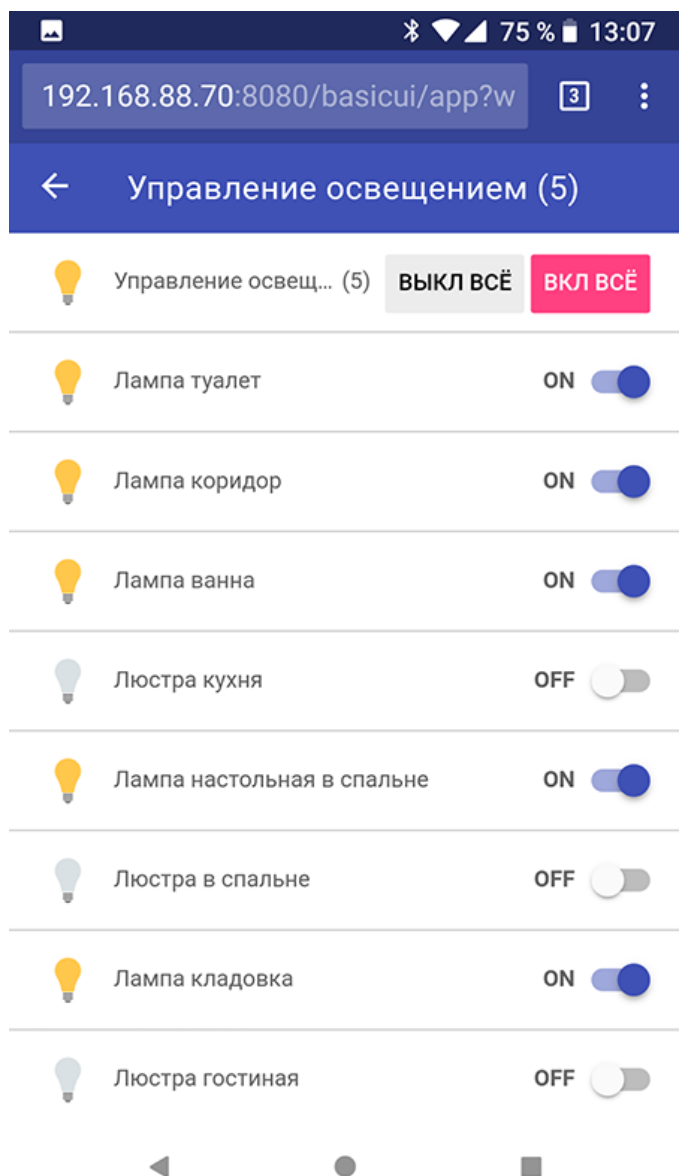 75 % 13:07
192.168.88.70:8080/basicui/app?w 3
Управление освещением (5)
Управление освещ... (5) ВЫКЛ ВСЁ ВКЛ ВСЁ
Лампа туалет ON
Лампа коридор ON
Лампа ванна ON
Люстра кухня OFF
Лампа настольная в спальне ON
Люстра в спальне OFF
Лампа кладовка ON
Люстра гостиная OFF